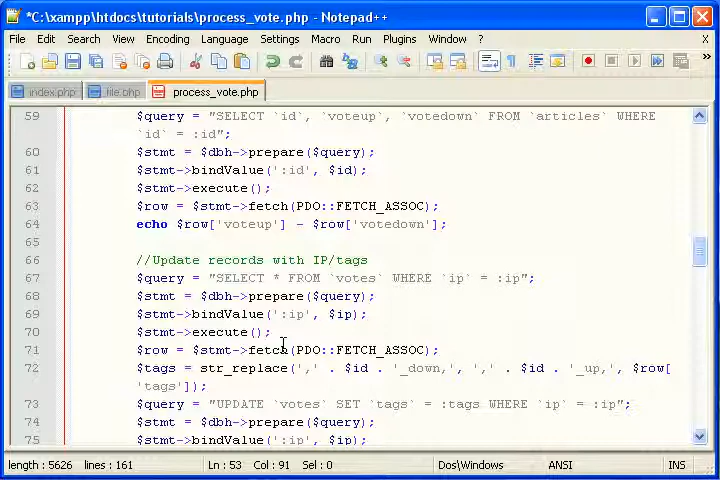 *C:\xampp\htdocs\tutorials\process_vote.php - Notepad++
File Edit Search View Encoding Language Settings Macro Run Plugins Window ? X
index.php file.php process_vote.php
59 $query = "SELECT `id`, `voteup`, `votedown` FROM `articles` WHERE
`id` = :id";
60 $stmt = $dbh->prepare($query);
61 $stmt->bindValue(':id', $id);
62 $stmt->execute();
63 $row = $stmt->fetch(PDO::FETCH_ASSOC);
64 echo $row['voteup'] - $row['votedown'];
65
66 //Update records with IP/tags
67 $query = "SELECT * FROM `votes` WHERE `ip` = :ip";
68 $stmt = $dbh->prepare($query);
69 $stmt->bindValue(':ip', $ip);
70 $stmt->execute();
71 $row = $stmt->fetch(PDO::FETCH_ASSOC);
72 $tags = str_replace(',' . $id . '_down,', ',' . $id . '_up,', $row[
'tags']);
73 $query = "UPDATE `votes` SET `tags` = :tags WHERE `ip` = :ip";
74 $stmt = $dbh->prepare($query);
75 $stmt->bindValue(':ip', $ip);
length : 5626 lines : 161 Ln : 53 Col : 91 Sel : 0 Dos\Windows ANSI INS